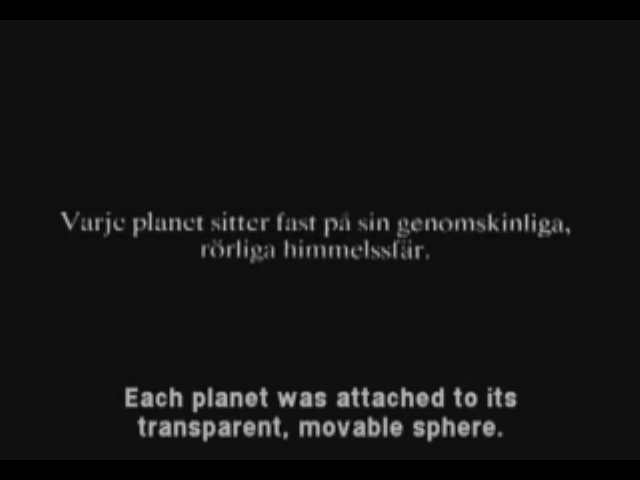 Varje planet sitter fast på sin genomskinliga,
rörliga himmelssfär.
Each planet was attached to its
transparent, movable sphere.